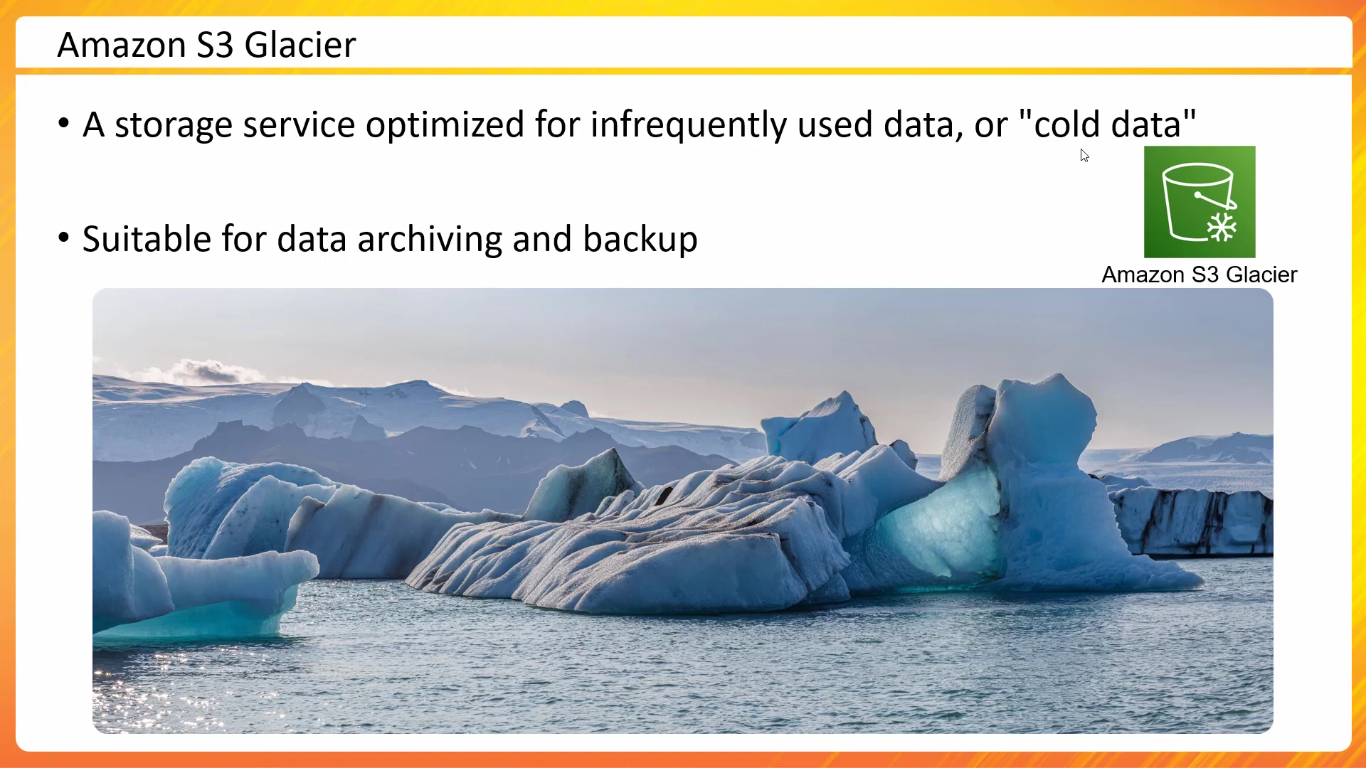 Amazon S3 Glacier
• A storage service optimized for infrequently used data, or "cold data"
• Suitable for data archiving and backup
Amazon S3 Glacier